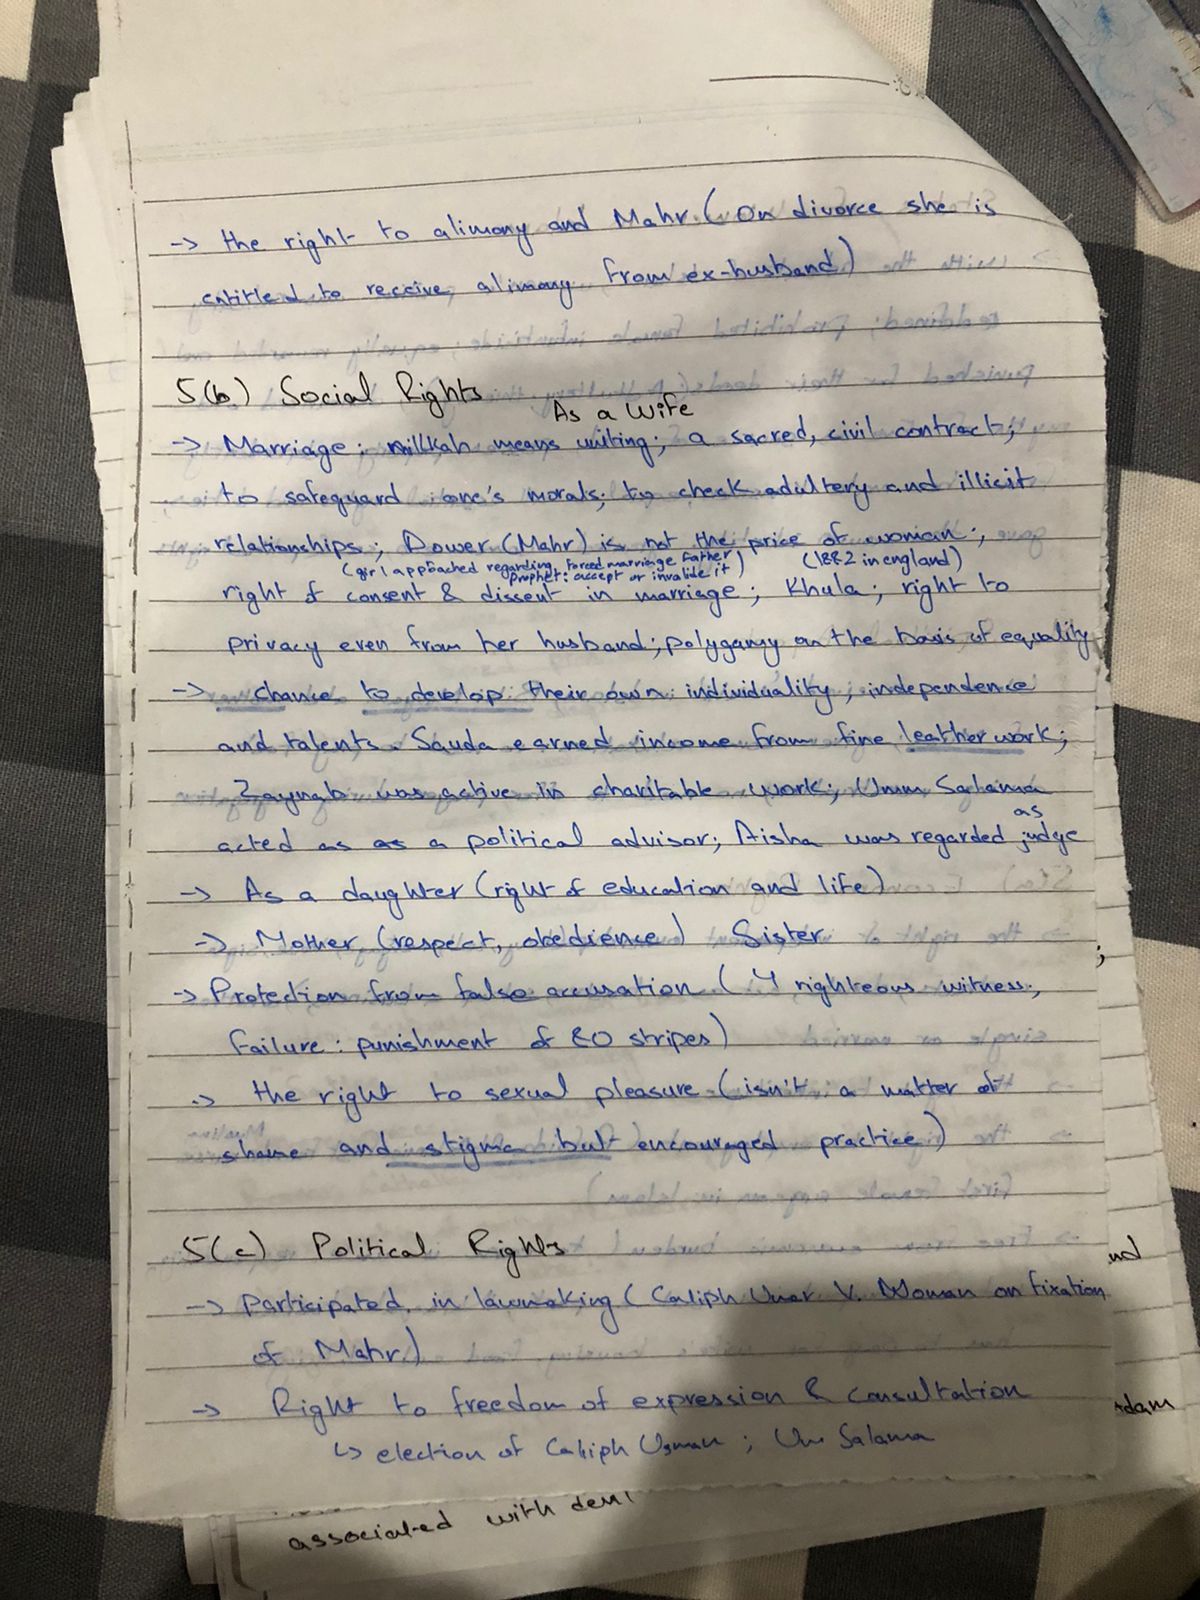 -> the right to alimony and Mahr (On divorce she is
entitled to receive alimony from ex-husband)
5(b) Social Rights
As a Wife
-> Marriage: nikkah means writing; a sacred, civil contract;
to safeguard one's morals; to check adultery and illicit
relationships; Dower (Mahr) is not the price of woman;
(girl approached regarding forced marriage father
prophet: accept or invalide it)
(1882 in england)
right of consent & dissent in marriage; Khula; right to
privacy even from her husband; polygamy on the basis of equality
-> chance to develop their own individuality, independence
and talents. Sauda earned income from fine leather work;
Zaynab was active in charitable work; Umm Salama
acted as as a political advisor; Aisha was regarded as judge
-> As a daughter (right of education and life)
-> Mother (respect, obedience) Sister
-> Protection from false accusation (4 righteous witness,
failure: punishment of 80 stripes)
-> the right to sexual pleasure (isn't a matter of
shame and stigma but encouraged practice)
5(c) Political Rights
-> Participated in lawmaking (Caliph Umar V. Woman on fixation
of Mahr)
-> Right to freedom of expression & consultation
↳ election of Caliph Usman; Um Salama
nd
Adam
associated with